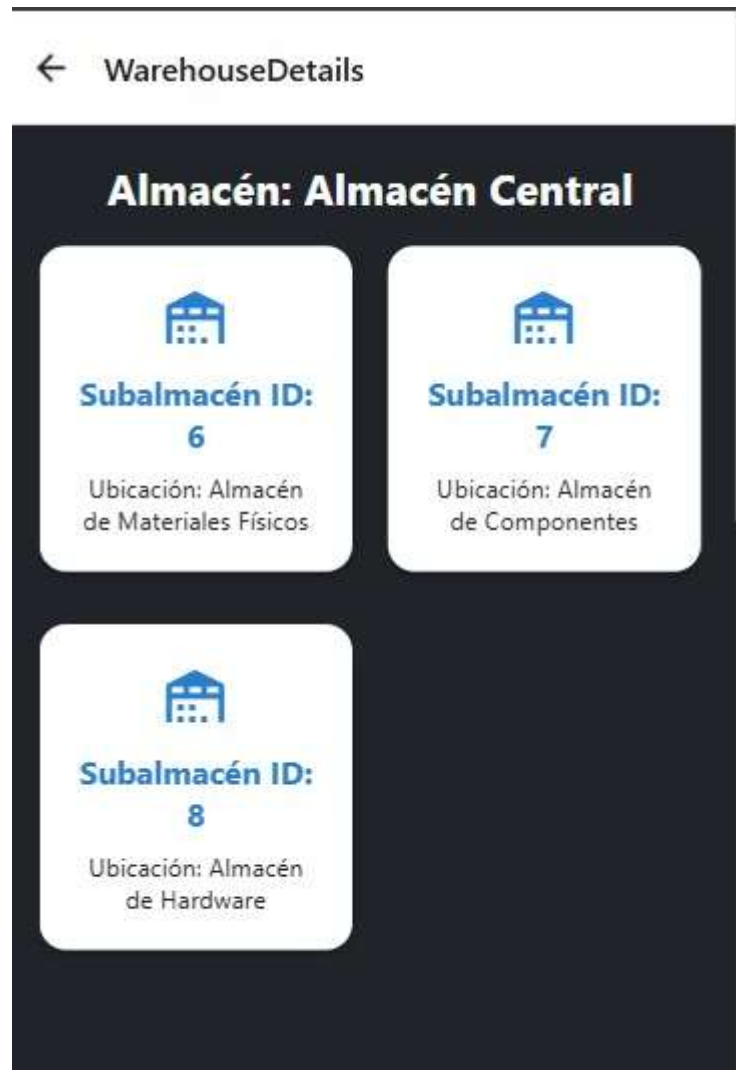 WarehouseDetails
Almacén: Almacén Central
Subalmacén ID:
6
Ubicación: Almacén
de Materiales Físicos
Subalmacén ID:
7
Ubicación: Almacén
de Componentes
Subalmacén ID:
8
Ubicación: Almacén
de Hardware